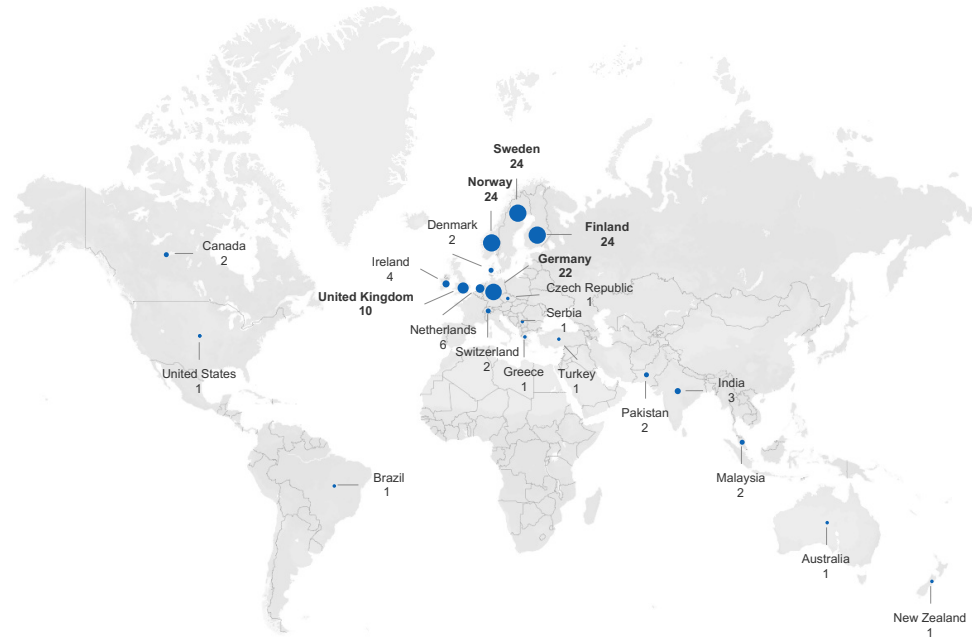 Sweden
24
Norway
24
Denmark
2
Finland
24
Canada
2
Ireland
4
Germany
22
United Kingdom
10
Czech Republic
1
Serbia
1
Netherlands
6
Switzerland
2
Greece
1
Turkey
1
United States
1
India
3
Pakistan
2
Brazil
1
Malaysia
2
Australia
1
New Zealand
1